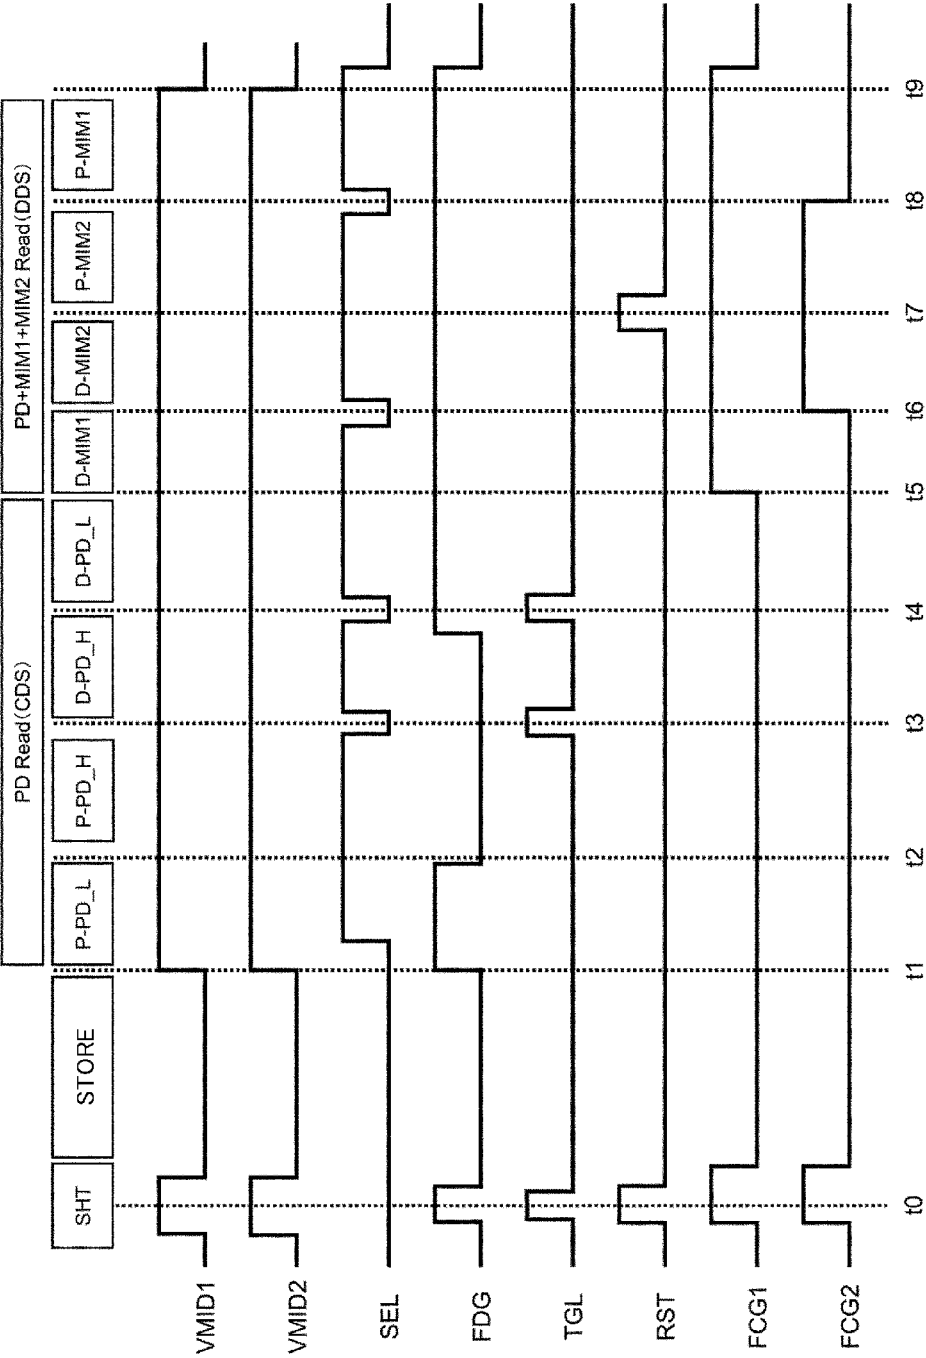 PD Read(CDS)
PD+MIM1+MIM2 Read(DDS)
SHT
STORE
P-PD_L
P-PD_H
D-PD_H
D-PD_L
D-MIM1
D-MIM2
P-MIM2
P-MIM1
VMID1
VMID2
SEL
FDG
TGL
RST
FCG1
FCG2
t0
t1
t2
t3
t4
t5
t6
t7
t8
t9